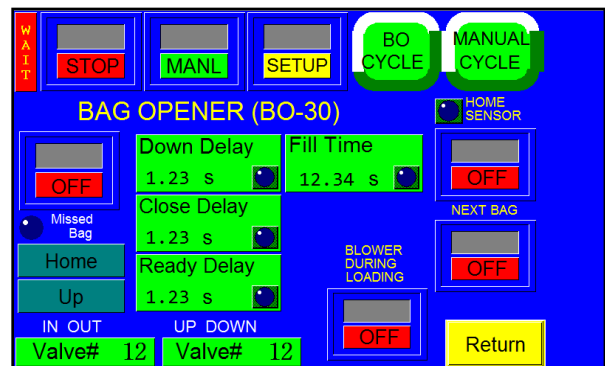 WAIT
STOP
MANL
SETUP
BO
CYCLE
MANUAL
CYCLE
BAG OPENER (BO-30)
HOME
SENSOR
OFF
Down Delay
1.23 s
Fill Time
12.34 s
OFF
Missed
Bag
Close Delay
1.23 s
NEXT BAG
Home
Up
Ready Delay
1.23 s
BLOWER
DURING
LOADING
OFF
OFF
IN OUT
Valve# 12
UP DOWN
Valve# 12
Return